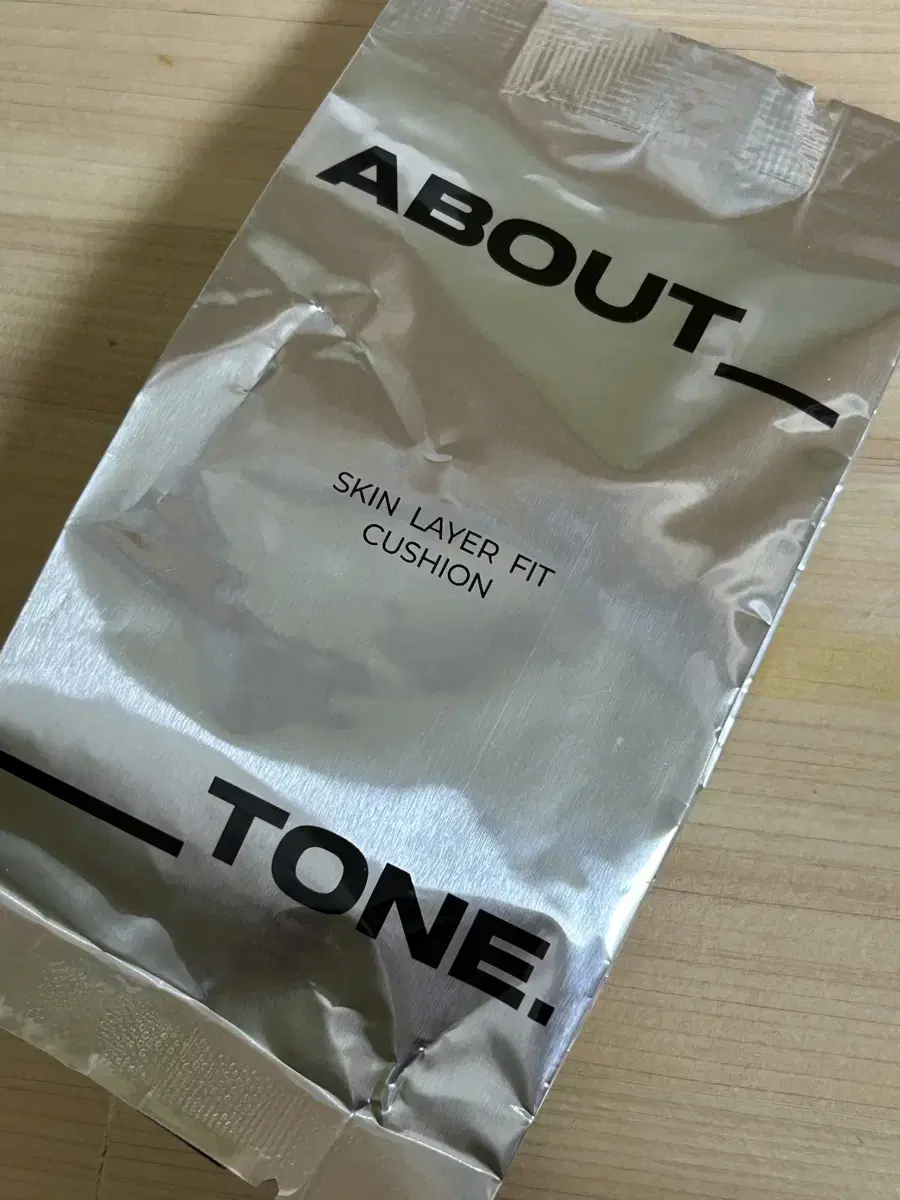 ABOUT_
SKIN LAYER FIT
CUSHION
_TONE.